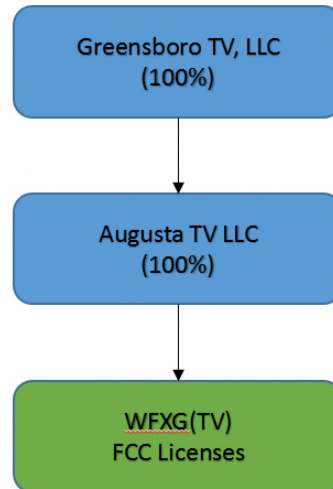 Greensboro TV, LLC
(100%)
Augusta TV LLC
(100%)
WFXG(TV)
FCC Licenses